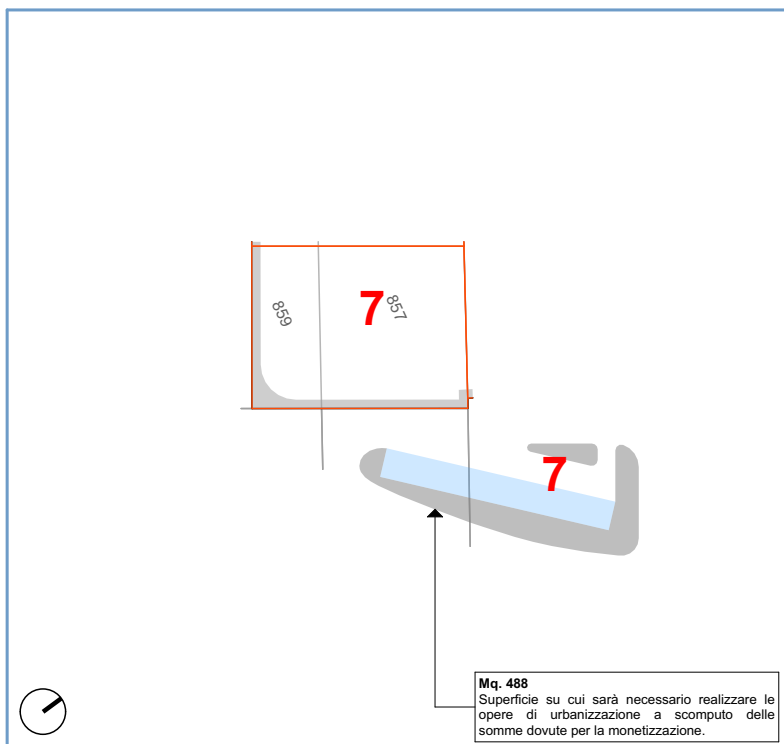 859
7
857
7
Mq. 488
Superficie su cui sarà necessario realizzare le
opere di urbanizzazione a scomputo delle
somme dovute per la monetizzazione.